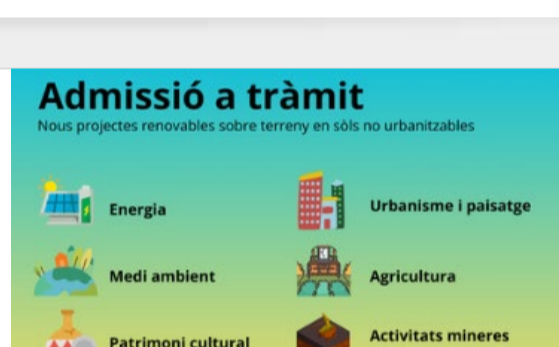 Admissió a tràmit
Nous projectes renovables sobre terreny en sòls no urbanitzables
Energia
Urbanisme i paisatge
Medi ambient
Agricultura
Patrimoni cultural
Activitats mineres